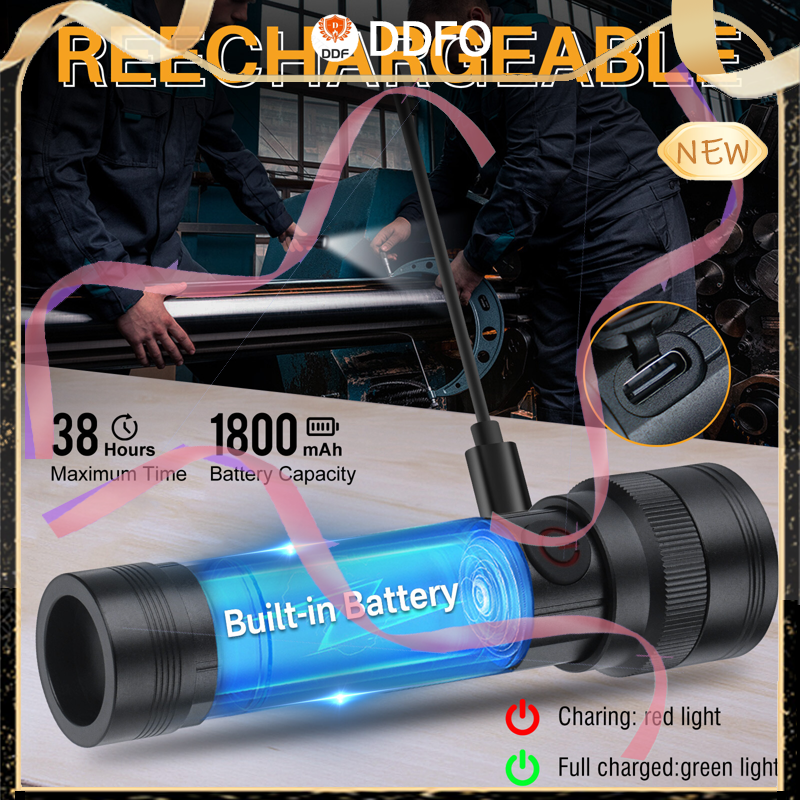 DDFO
DDF
REECHARGEABLE
NEW
38 Hours
Maximum Time
1800 mAh
Battery Capacity
Built-in Battery
Charing: red light
Full charged:green light